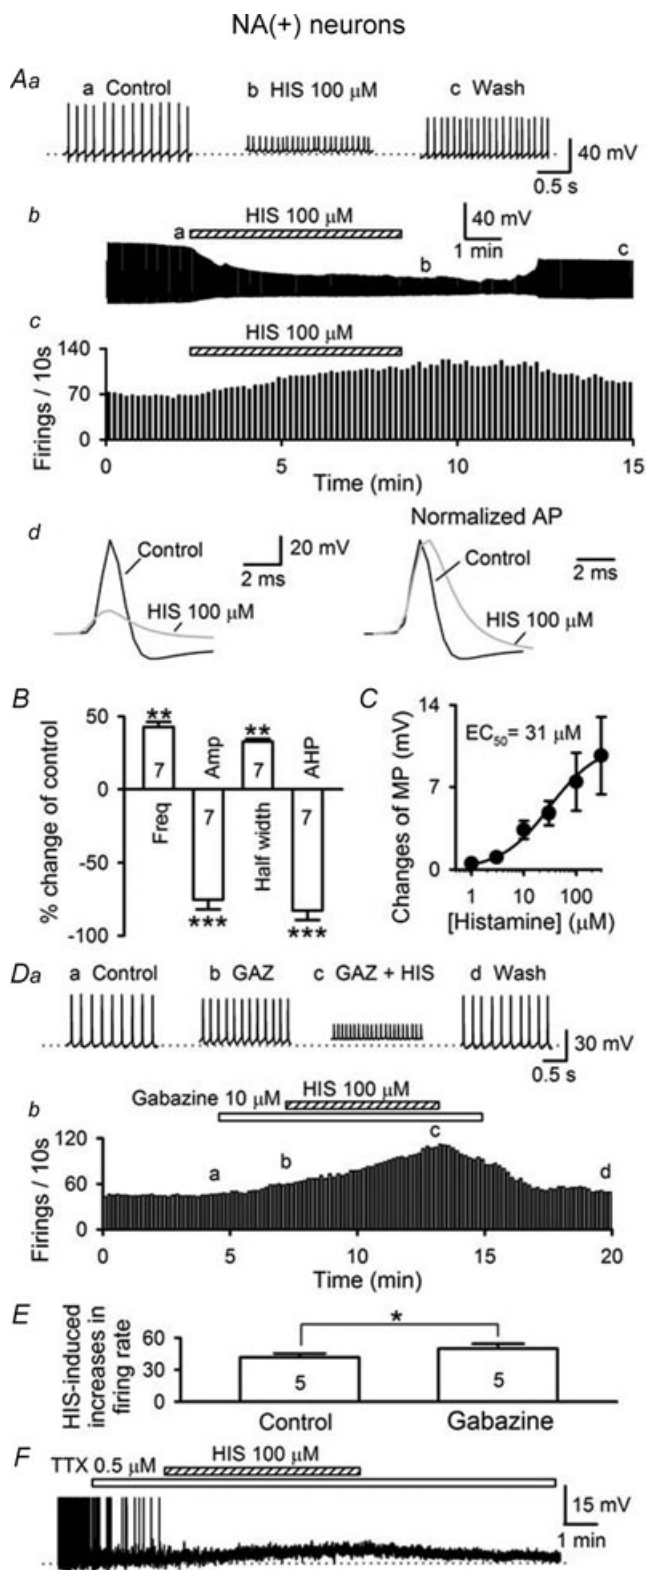 NA(+) neurons
Aa
a Control b HIS 100 μM c Wash
40 mV
0.5 s
b
a HIS 100 μM
40 mV
1 min
b
c
c
HIS 100 μM
Firings / 10s
140
70
0
0 5 10 15
Time (min)
d
Normalized AP
Control
20 mV
2 ms
HIS 100 μM
Control
2 ms
HIS 100 μM
B
% change of control
50
0
-50
-100
** Amp ** AHP
7 7 7 7
Freq Half width
*** ***
C
Changes of MP (mV)
14
7
0
EC50= 31 μM
1 10 100
[Histamine] (μM)
Da
a Control b GAZ c GAZ + HIS d Wash
30 mV
0.5 s
b
HIS 100 μM
Gabazine 10 μM
Firings / 10s
120
60
0
a b c d
0 5 10 15 20
Time (min)
E
HIS-induced
increases in
firing rate
60
30
0
*
5 5
Control Gabazine
F
HIS 100 μM
TTX 0.5 μM
15 mV
1 min